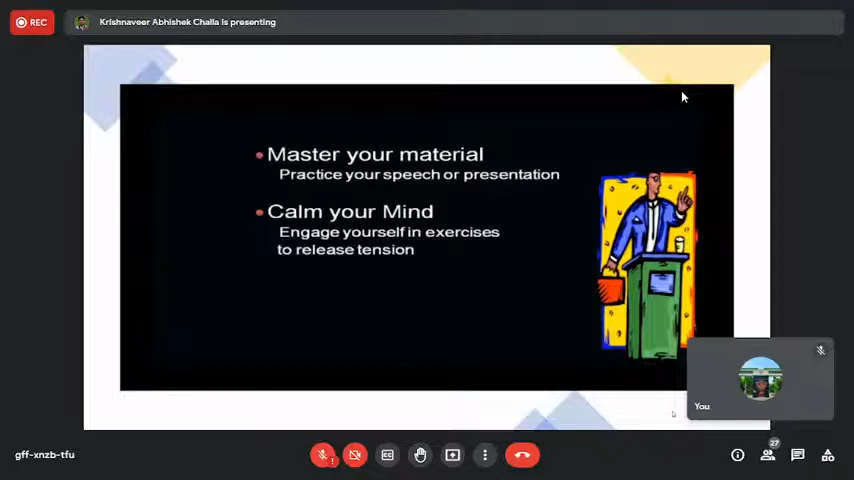 REC
Krishnaveer Abhishek Challa is presenting
Master your material
Practice your speech or presentation
Calm your Mind
Engage yourself in exercises
to release tension
You
27
gff-xnzb-tfu
CC